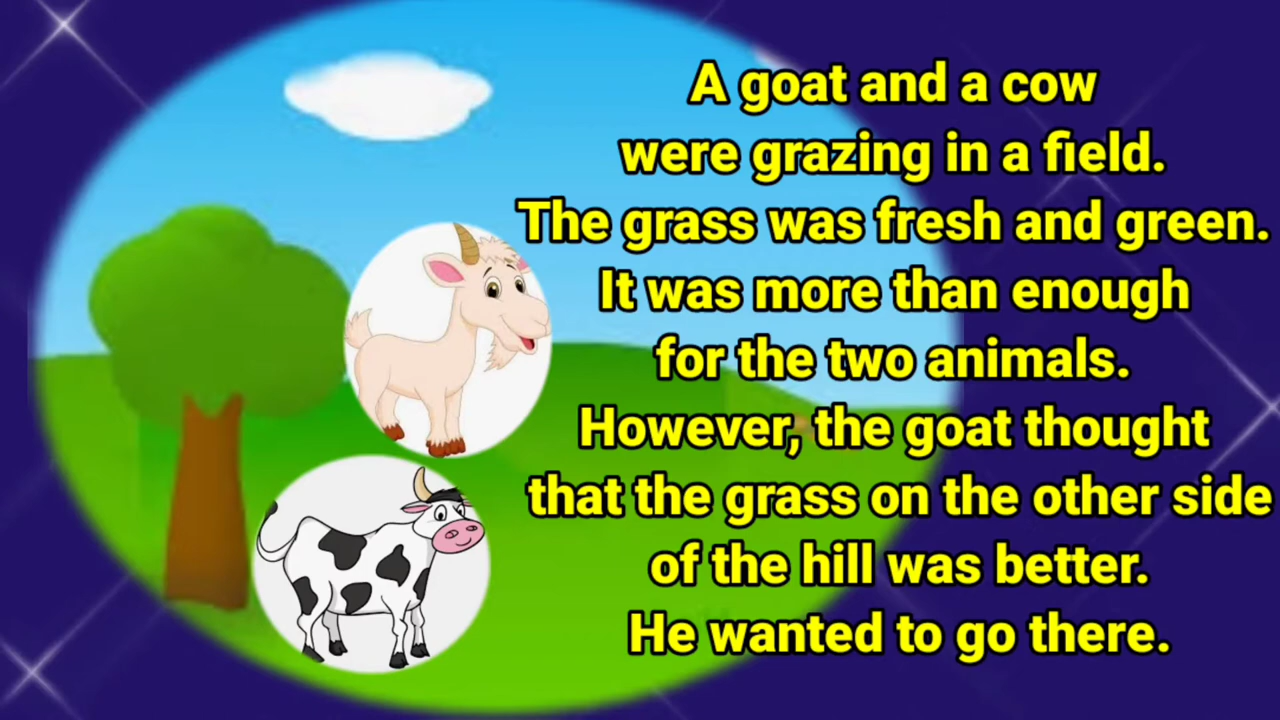 A goat and a cow
were grazing in a field.
The grass was fresh and green.
It was more than enough
for the two animals.
However, the goat thought
that the grass on the other side
of the hill was better.
He wanted to go there.